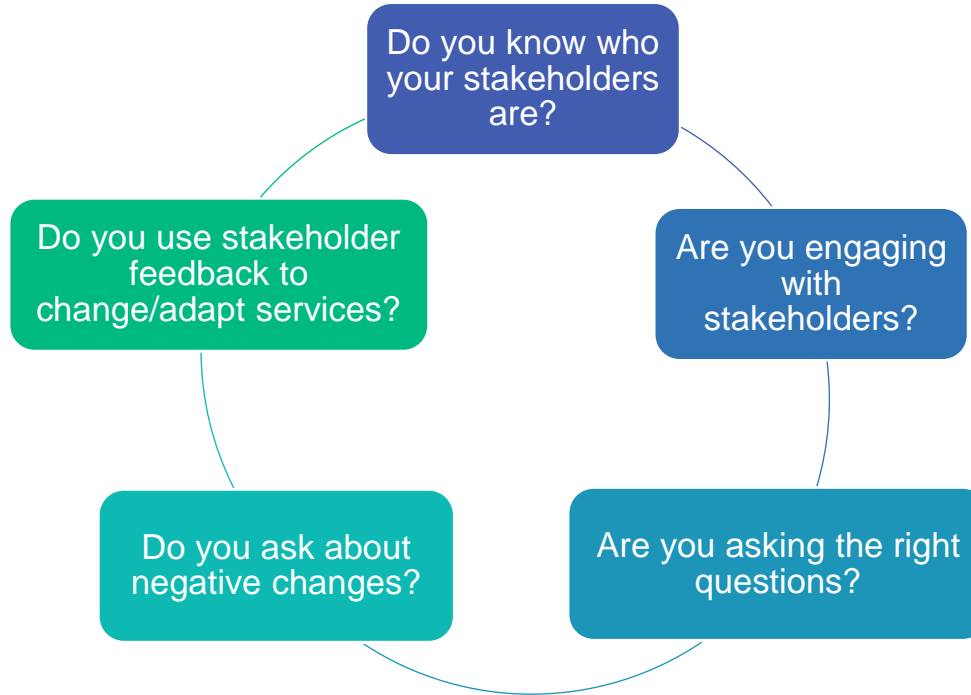 Do you know who
your stakeholders
are?
Are you engaging
with
stakeholders?
Are you asking the right
questions?
Do you ask about
negative changes?
Do you use stakeholder
feedback to
change/adapt services?